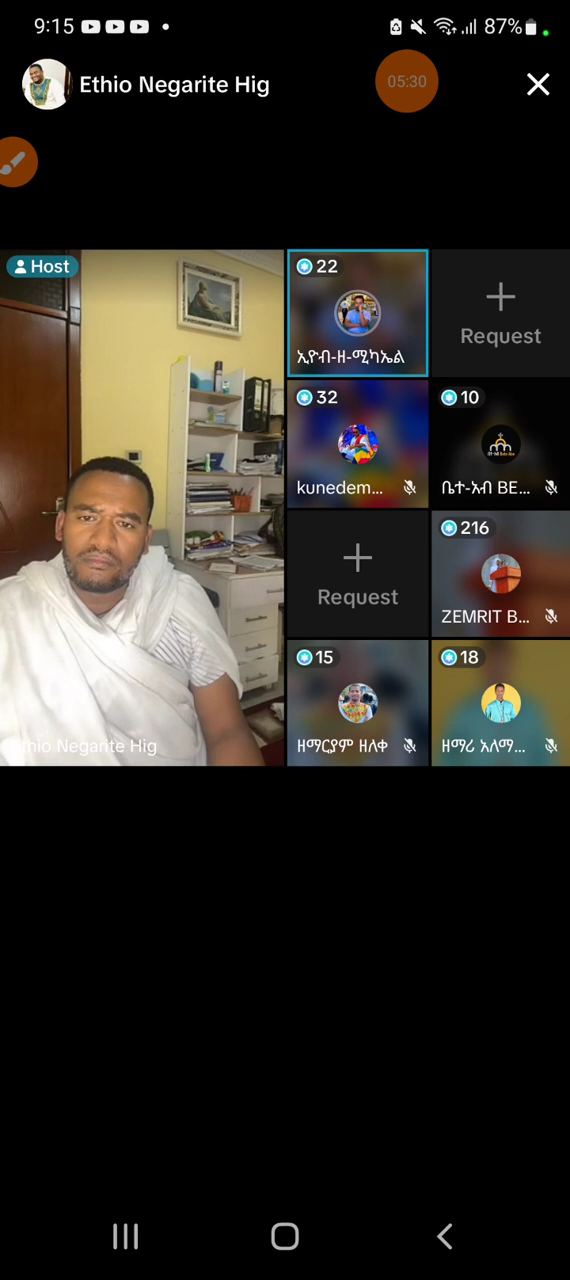 9:15
87%
Ethio Negarite Hig
05:30
Host
22
ኢዮብ-ዘ-ሚካኤል
Request
32
kunedem...
10
ቤተ-አብ BE...
Request
216
ZEMRIT B...
15
ዘማርያም ዘለቀ
18
ዘማሪ አለማ...
Ethio Negarite Hig